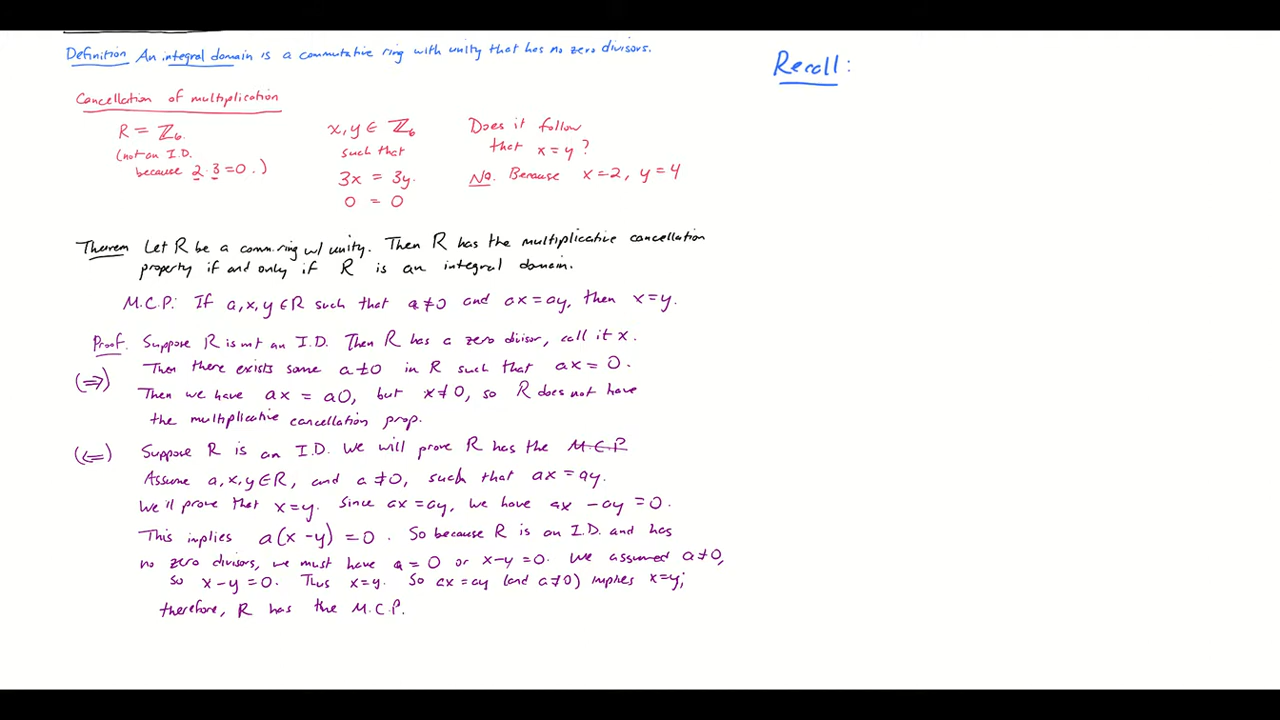 Definition An integral domain is a commutative ring with unity that has no zero divisors.
Cancellation of multiplication
R = ℤ₆.
(not an I.D.
because 2·3=0.)
x,y ∈ ℤ₆
such that
3x = 3y.
0 = 0
Does it follow
that x=y?
No. Because x=2, y=4
Theorem Let R be a comm. ring w/ unity. Then R has the multiplicative cancellation
property if and only if R is an integral domain.
M.C.P.: If a,x,y ∈ R such that a≠0 and ax=ay, then x=y.
Proof. Suppose R is not an I.D. Then R has a zero divisor, call it x.
(⇒) Then there exists some a≠0 in R such that ax=0.
Then we have ax = a0, but x≠0, so R does not have
the multiplicative cancellation prop.
(⇐) Suppose R is an I.D. We will prove R has the M.C.P
Assume a,x,y∈R, and a≠0, such that ax=ay.
We'll prove that x=y. Since ax=ay, we have ax-ay=0.
This implies a(x-y)=0. So because R is an I.D. and has
no zero divisors, we must have a=0 or x-y=0. We assumed a≠0,
so x-y=0. Thus x=y. So ax=ay (and a≠0) implies x=y;
therefore, R has the M.C.P.
Recall: